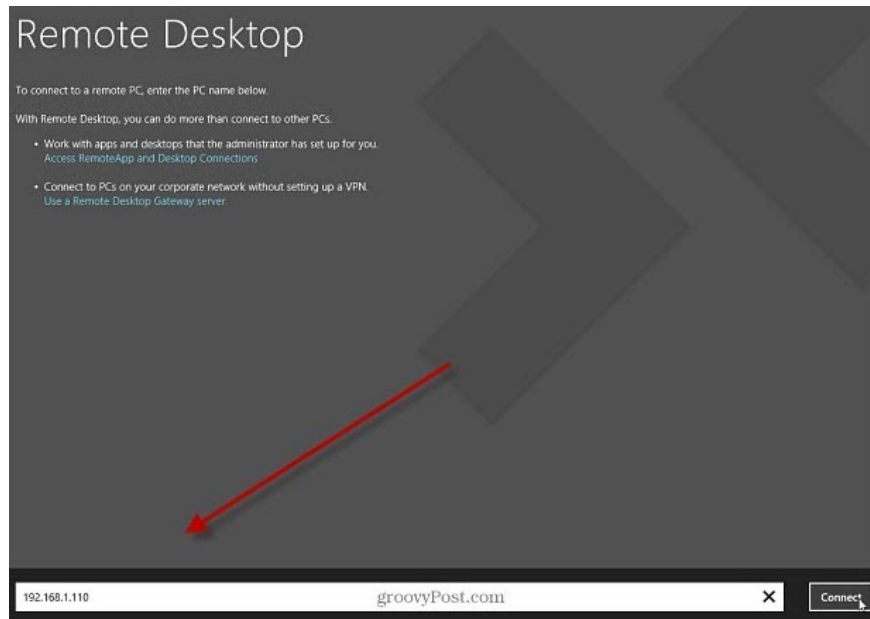 Remote Desktop
To connect to a remote PC, enter the PC name below.
With Remote Desktop, you can do more than connect to other PCs.
• Work with apps and desktops that the administrator has set up for you.
Access RemoteApp and Desktop Connections
• Connect to PCs on your corporate network without setting up a VPN.
Use a Remote Desktop Gateway server
192.168.1.110 groovyPost.com Connect